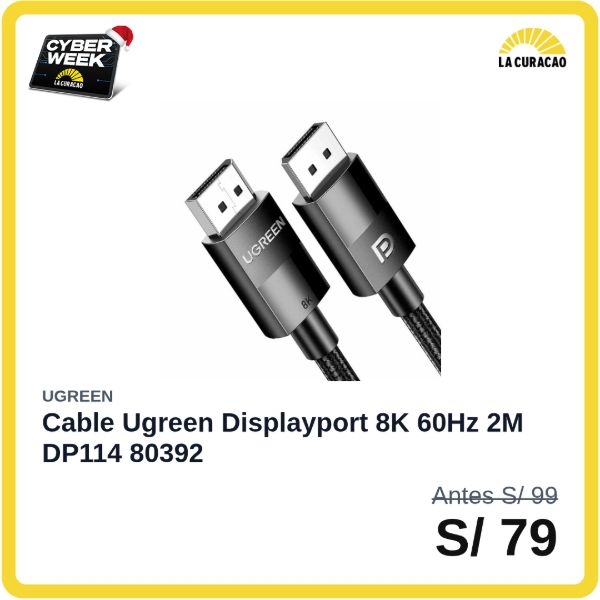 CYBER
WEEK
LA CURACAO
LA CURACAO
UGREEN
8K
UGREEN
Cable Ugreen Displayport 8K 60Hz 2M
DP114 80392
Antes S/ 99
S/ 79